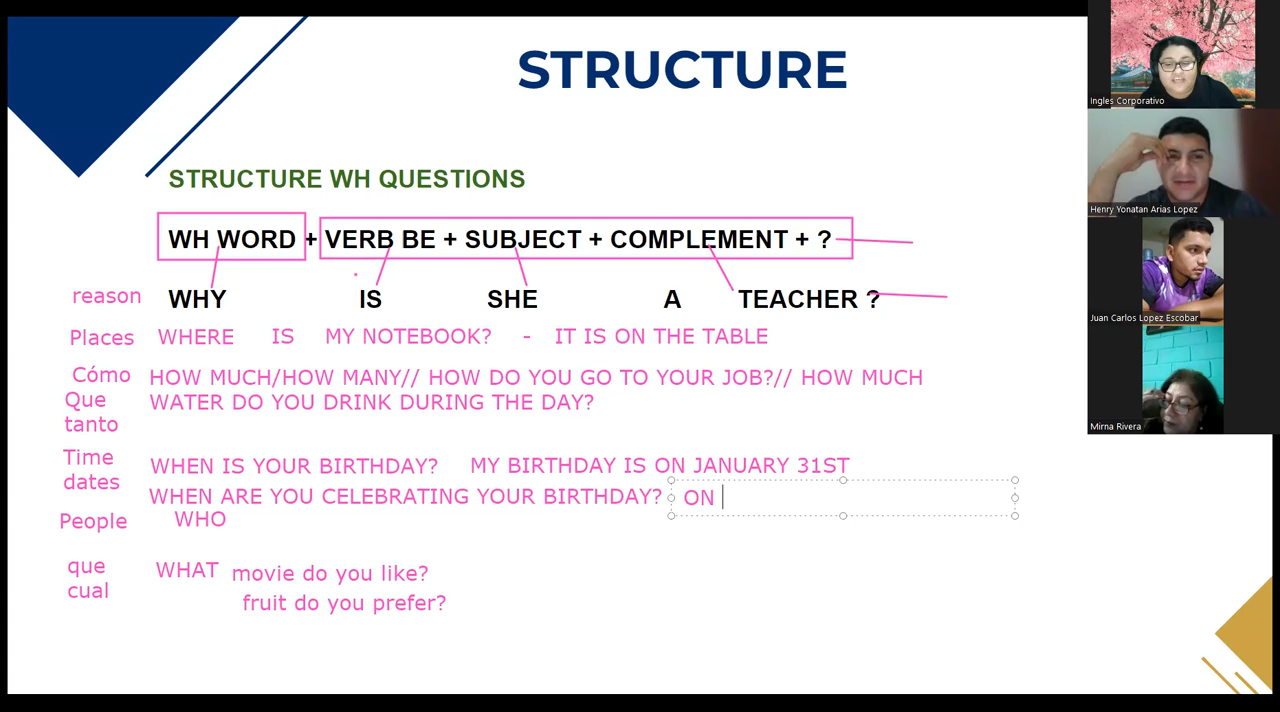 STRUCTURE
STRUCTURE WH QUESTIONS
WH WORD + VERB BE + SUBJECT + COMPLEMENT + ?
reason WHY IS SHE A TEACHER ?
Places WHERE IS MY NOTEBOOK? - IT IS ON THE TABLE
Cómo HOW MUCH/HOW MANY// HOW DO YOU GO TO YOUR JOB?// HOW MUCH
Que WATER DO YOU DRINK DURING THE DAY?
tanto
Time WHEN IS YOUR BIRTHDAY? MY BIRTHDAY IS ON JANUARY 31ST
dates
WHEN ARE YOU CELEBRATING YOUR BIRTHDAY? ON
People WHO
que WHAT movie do you like?
cual fruit do you prefer?
Ingles Corporativo
Henry Yonatan Arias Lopez
Juan Carlos Lopez Escobar
Mirna Rivera